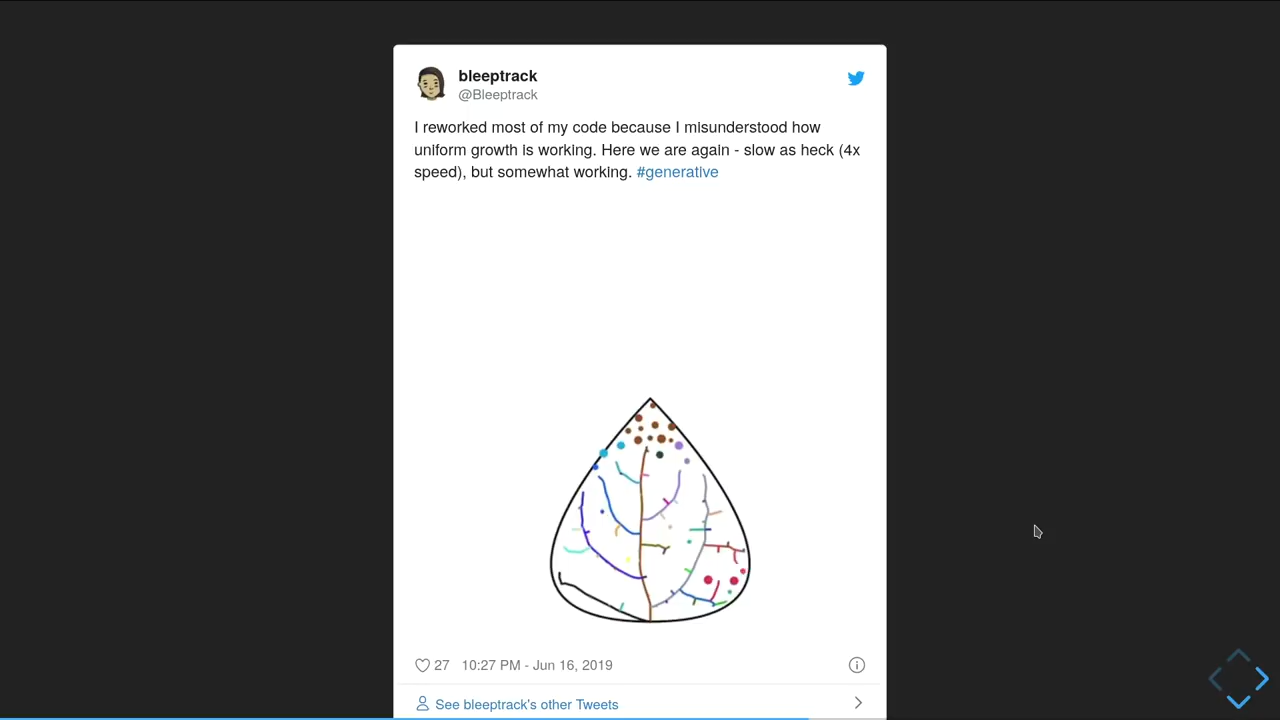 bleeptrack
@Bleeptrack
I reworked most of my code because I misunderstood how
uniform growth is working. Here we are again - slow as heck (4x
speed), but somewhat working. #generative
27 10:27 PM - Jun 16, 2019
See bleeptrack's other Tweets